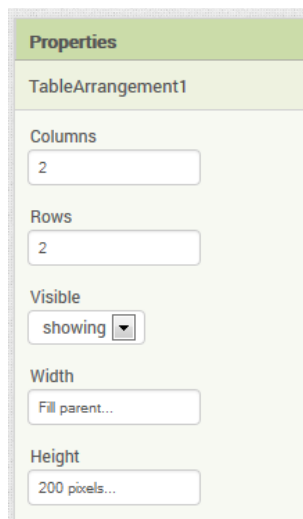 Properties
TableArrangement1
Columns
2
Rows
2
Visible
showing
Width
Fill parent...
Height
200 pixels...